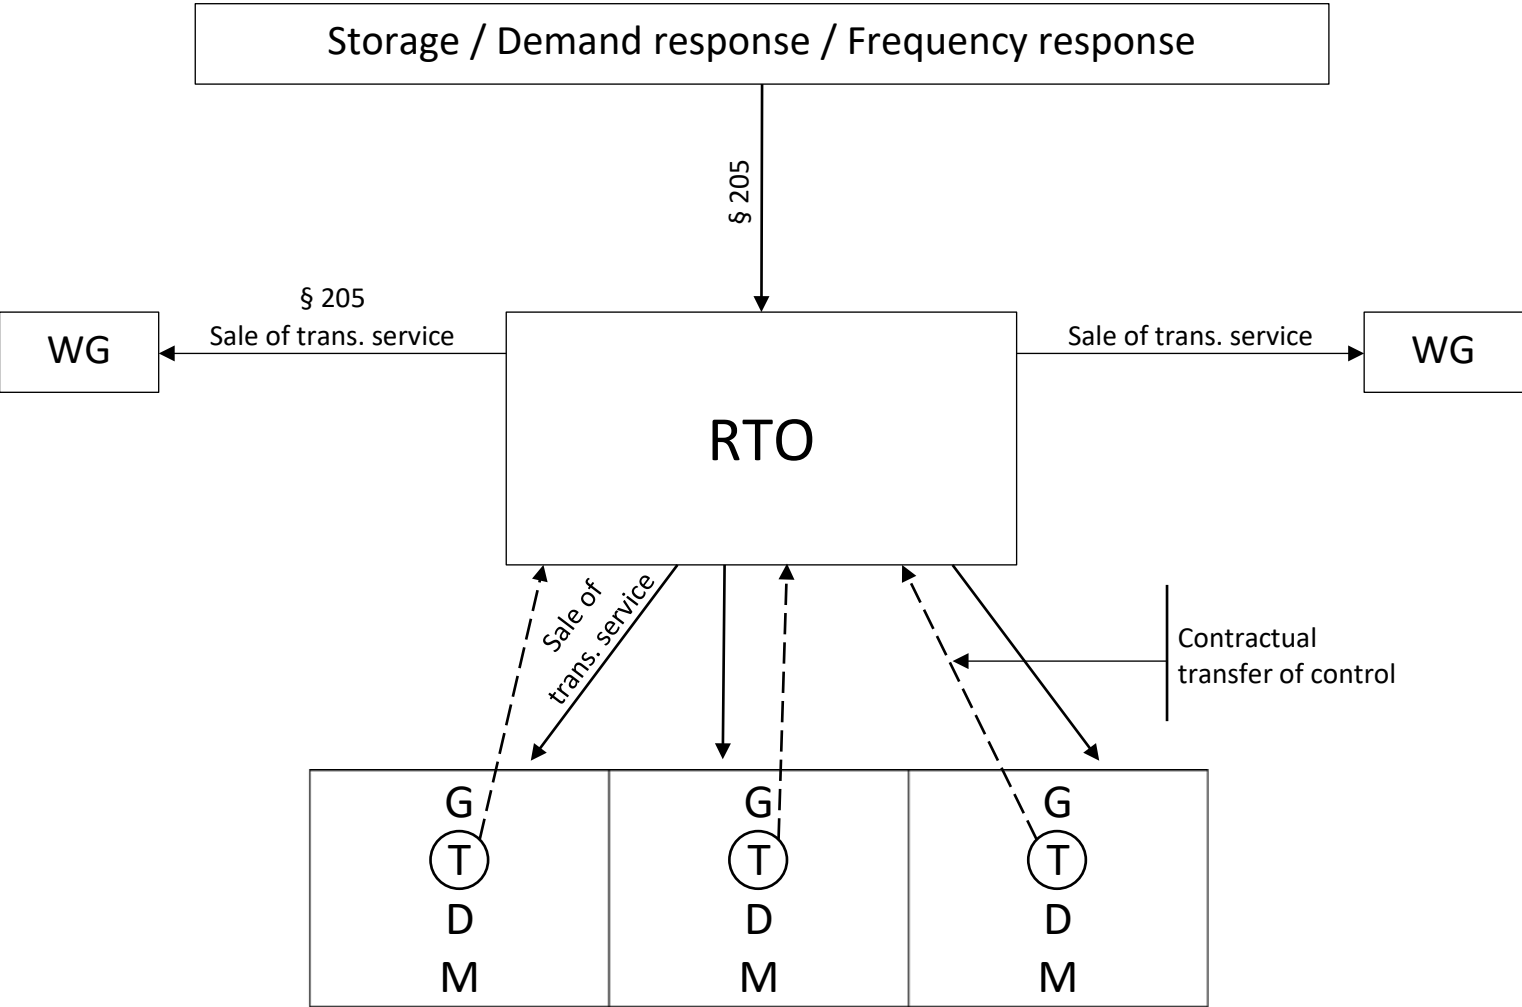 Storage / Demand response / Frequency response
§ 205
§ 205
Sale of trans. service
Sale of trans. service
WG
WG
RTO
Sale of
trans. service
Contractual
transfer of control
G
G
G
T
T
T
D
D
D
M
M
M